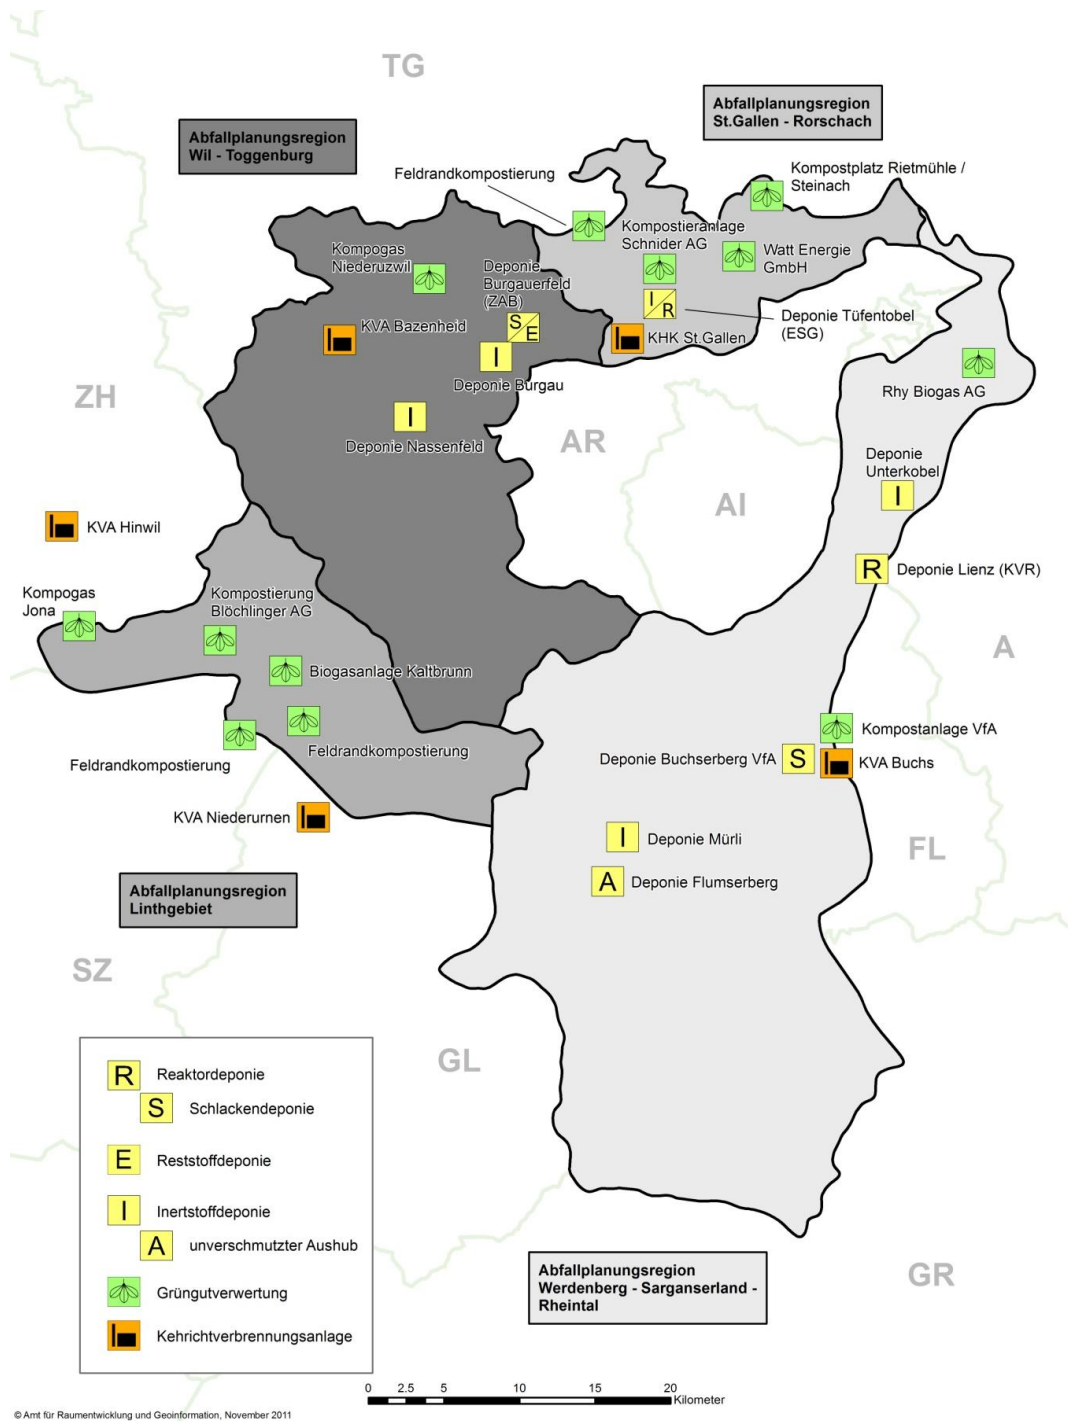 TG
Abfallplanungsregion
St.Gallen - Rorschach
Abfallplanungsregion
Wil - Toggenburg
Feldrandkompostierung
Kompostplatz Rietmühle /
Steinach
Kompostieranlage
Schnider AG
Watt Energie
GmbH
Kompogas
Niederuzwil
Deponie
Burgauerfeld
(ZAB)
S
E
I
R
Deponie Tüfentobel
(ESG)
KVA Bazenheid
KHK St.Gallen
I
Deponie Burgau
Rhy Biogas AG
ZH
I
Deponie Nassenfeld
AR
Deponie
Unterkobel
I
AI
KVA Hinwil
R
Deponie Lienz (KVR)
Kompogas
Jona
Kompostierung
Blöchlinger AG
A
Biogasanlage Kaltbrunn
Feldrandkompostierung
Feldrandkompostierung
Kompostanlage VfA
Deponie Buchserberg VfA
S
KVA Buchs
KVA Niederurnen
I
Deponie Mürli
FL
A
Deponie Flumserberg
Abfallplanungsregion
Linthgebiet
SZ
GL
R
Reaktordeponie
S
Schlackendeponie
E
Reststoffdeponie
I
Inertstoffdeponie
A
unverschmutzter Aushub
Grüngutverwertung
Kehrichtverbrennungsanlage
Abfallplanungsregion
Werdenberg - Sarganserland -
Rheintal
GR
0 2.5 5 10 15 20
Kilometer
© Amt für Raumentwicklung und Geoinformation, November 2011